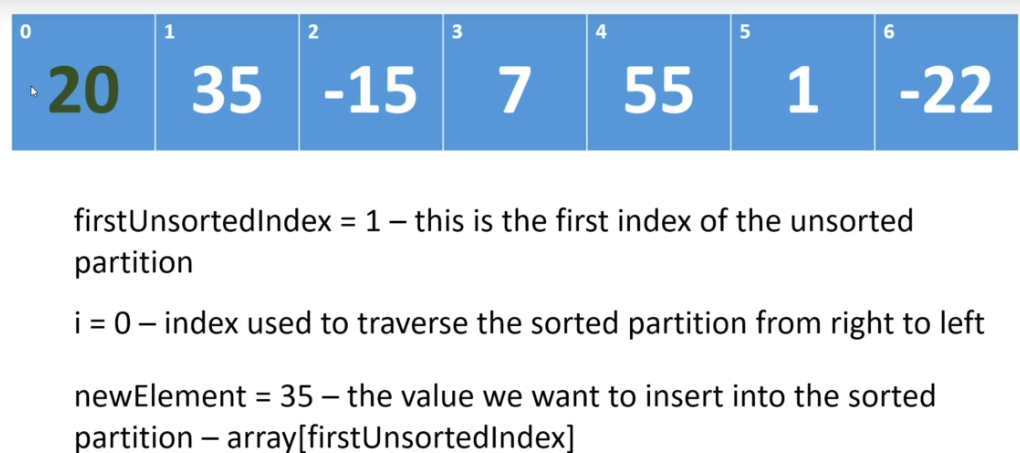 0 1 2 3 4 5 6
20 35 -15 7 55 1 -22
firstUnsortedIndex = 1 – this is the first index of the unsorted
partition
i = 0 – index used to traverse the sorted partition from right to left
newElement = 35 – the value we want to insert into the sorted
partition – array[firstUnsortedIndex]